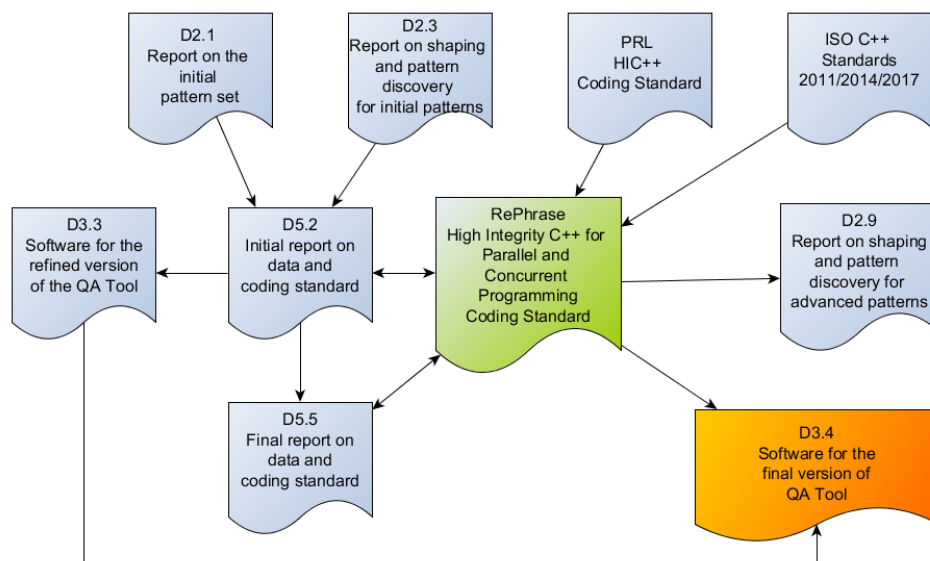 D2.1
Report on the
initial
pattern set
D2.3
Report on shaping
and pattern
discovery
for initial patterns
PRL
HIC++
Coding Standard
ISO C++
Standards
2011/2014/2017
D3.3
Software for the
refined version
of the QA Tool
D5.2
Initial report on
data and
coding standard
RePhrase
High Integrity C++ for
Parallel and
Concurrent
Programming
Coding Standard
D2.9
Report on shaping
and pattern
discovery for
advanced patterns
D5.5
Final report on
data and
coding standard
D3.4
Software for the
final version of
QA Tool